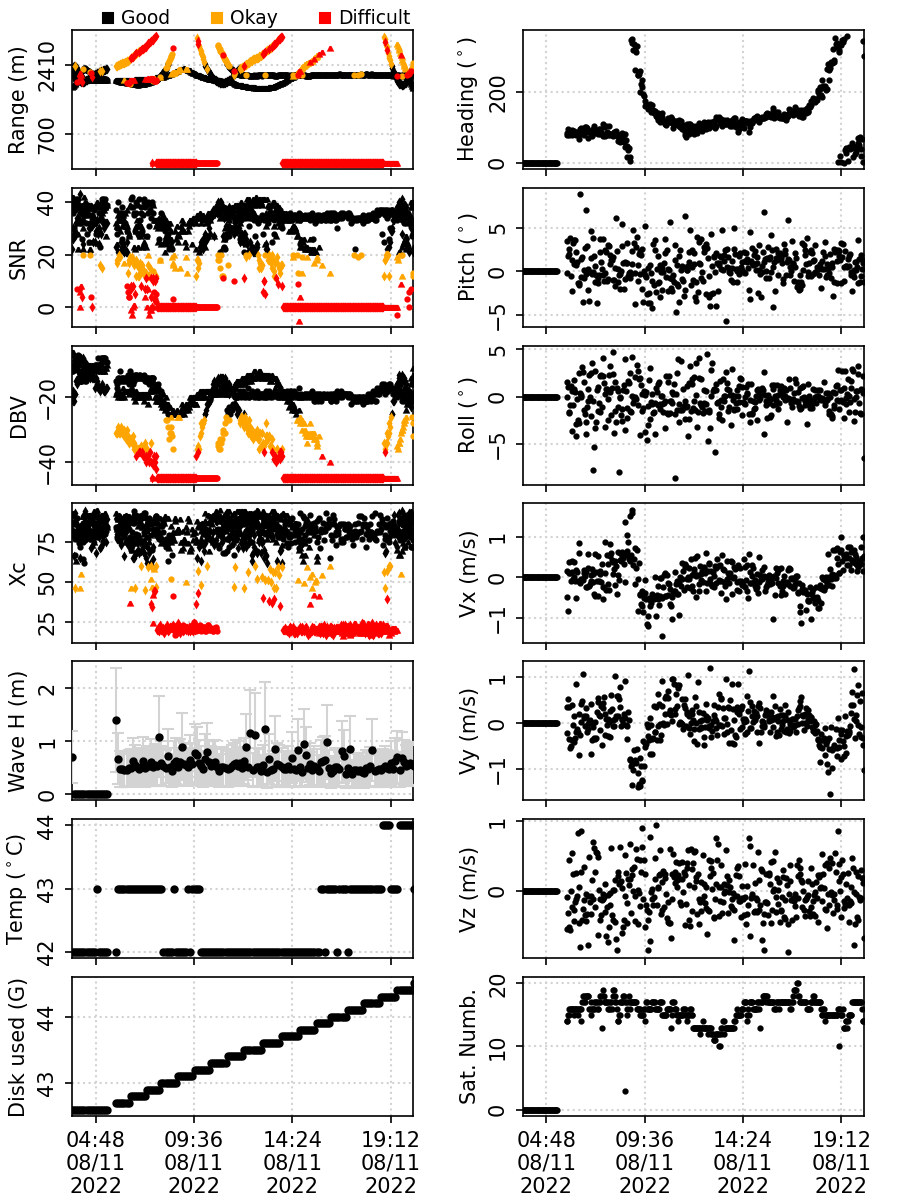 Good Okay Difficult
Range (m)
2410
700
Heading (°)
200
0
SNR
40
20
0
Pitch (°)
5
0
−5
DBV
−20
−40
Roll (°)
5
0
−5
Xc
75
50
25
Vx (m/s)
1
0
−1
Wave H (m)
2
1
0
Vy (m/s)
1
0
−1
Temp (°C)
44
43
42
Vz (m/s)
1
0
Disk used (G)
44
43
Sat. Numb.
20
10
0
04:48 09:36 14:24 19:12
08/11 08/11 08/11 08/11
2022 2022 2022 2022
04:48 09:36 14:24 19:12
08/11 08/11 08/11 08/11
2022 2022 2022 2022